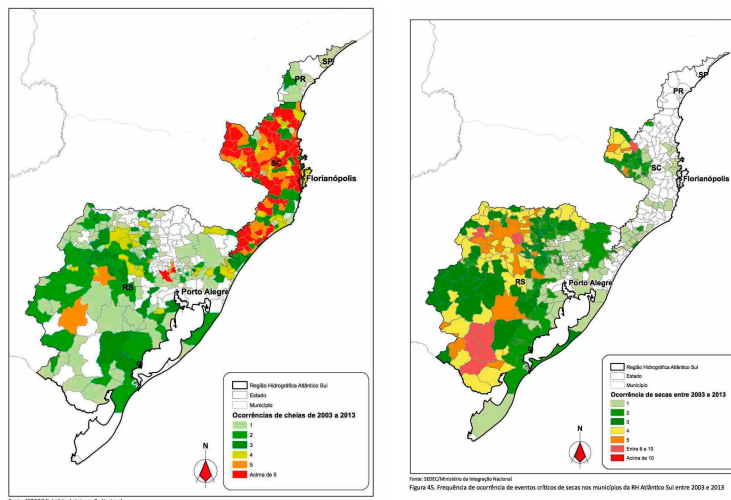 SP
PR
SC
Florianópolis
RS
Porto Alegre
Região Hidrográfica Atlântico Sul
Estado
Município
Ocorrências de cheias de 2003 a 2013
1
2
3
4
5
Acima de 5
N
SP
PR
SC
Florianópolis
RS
Porto Alegre
Região Hidrográfica Atlântico Sul
Estado
Município
Ocorrência de secas entre 2003 e 2013
1
2
3
4
5
Entre 6 e 10
Acima de 10
N
Fonte: SEDEC/Ministério da Integração Nacional
Figura 45. Frequência de ocorrência de eventos críticos de secas nos municípios da RH Atlântico Sul entre 2003 e 2013